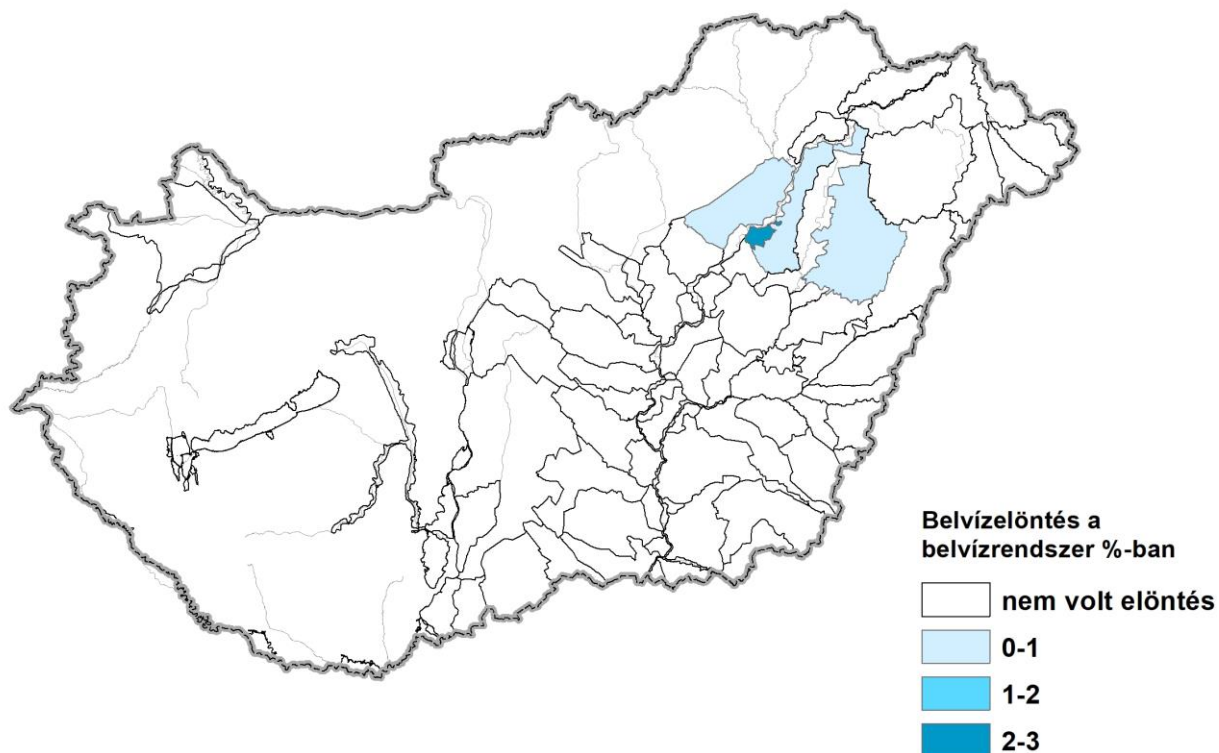 Belvízelöntés a
belvízrendszer %-ban
nem volt elöntés
0-1
1-2
2-3